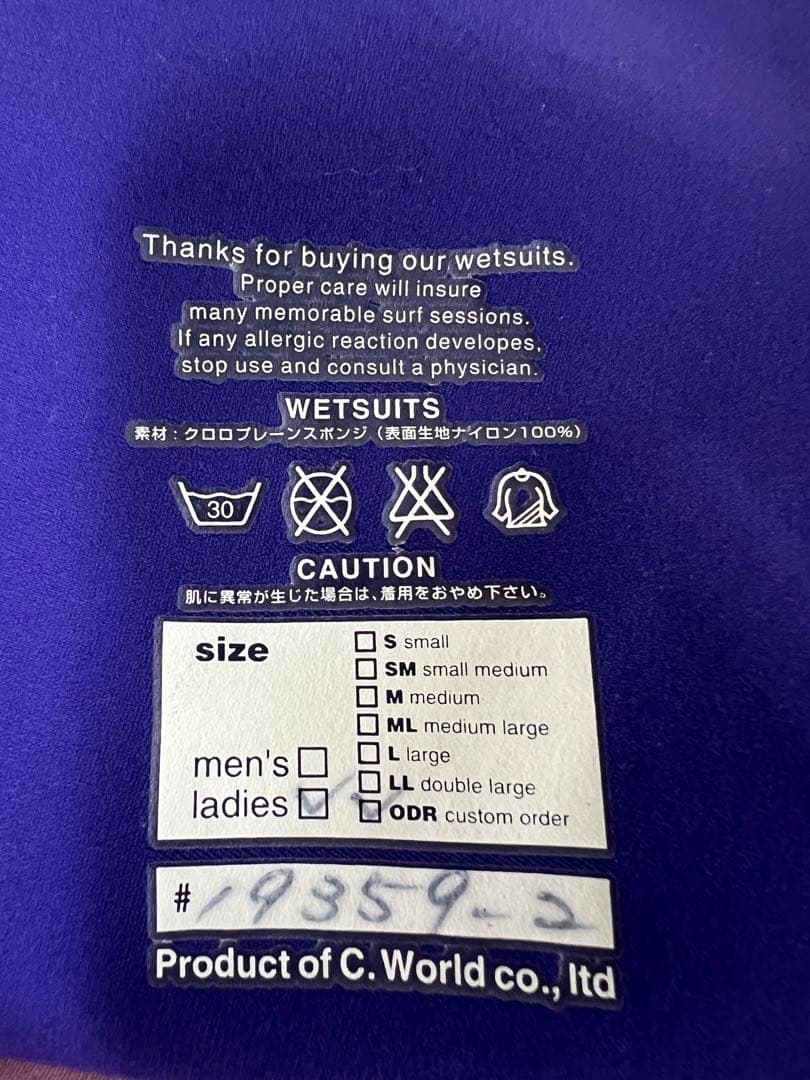 Thanks for buying our wetsuits.
Proper care will insure
many memorable surf sessions.
If any allergic reaction developes,
stop use and consult a physician.
WETSUITS
素材：クロロプレーンスポンジ（表面生地ナイロン100%）
30
CAUTION
肌に異常が生じた場合は、着用をおやめ下さい。
size
men's
ladies
S small
SM small medium
M medium
ML medium large
L large
LL double large
ODR custom order
# 19359-2
Product of C. World co., ltd